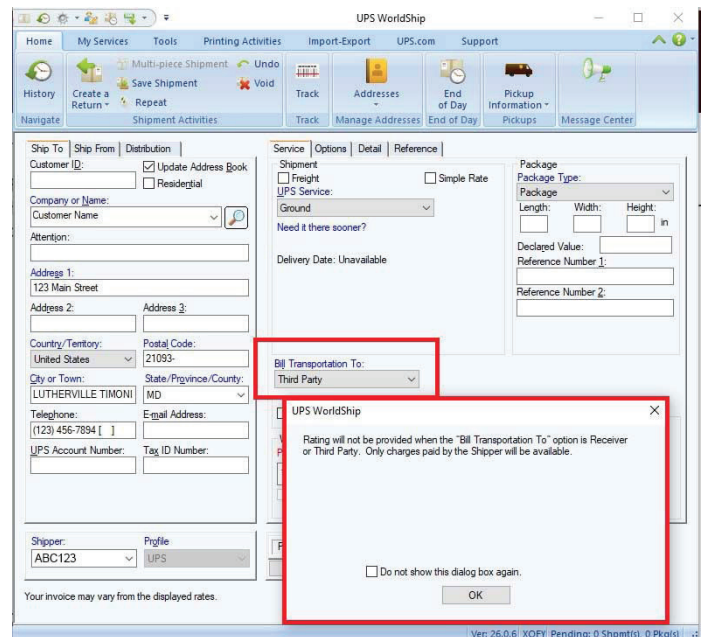 UPS WorldShip
Home My Services Tools Printing Activities Import-Export UPS.com Support
History
Navigate
Create a
Return
Multi-piece Shipment
Save Shipment
Repeat
Undo
Void
Shipment Activities
Track
Track
Addresses
Manage Addresses
End
of Day
End of Day
Pickup
Information
Pickups
Message Center
Ship To Ship From Distribution
Customer ID:
Update Address Book
Residential
Company or Name:
Customer Name
Attention:
Address 1:
123 Main Street
Address 2: Address 3:
Country/Territory: Postal Code:
United States 21093-
City or Town: State/Province/County:
LUTHERVILLE TIMONI MD
Telephone: E-mail Address:
(123) 456-7894 [ ]
UPS Account Number: Tax ID Number:
Shipper: Profile
ABC123 UPS
Your invoice may vary from the displayed rates.
Service Options Detail Reference
Shipment
Freight Simple Rate
UPS Service:
Ground
Need it there sooner?
Delivery Date: Unavailable
Bill Transportation To:
Third Party
Package
Package Type:
Package
Length: Width: Height:
in
Declared Value:
Reference Number 1:
Reference Number 2:
UPS WorldShip
Rating will not be provided when the "Bill Transportation To" option is Receiver
or Third Party. Only charges paid by the Shipper will be available.
Do not show this dialog box again.
OK
Ver: 26.0.6 XOFY Pending: 0 Shpmt(s), 0 Pkg(s)